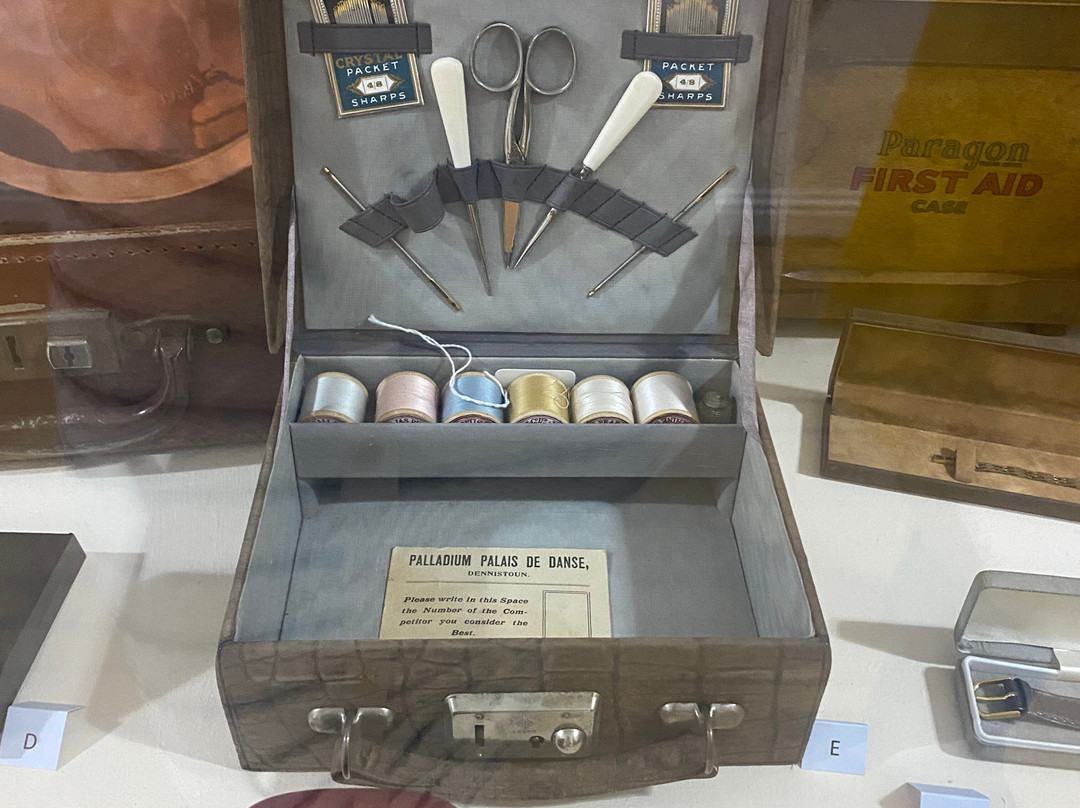 CRYSTAL
PACKET
48
SHARPS
PACKET
48
SHARPS
Paragon
FIRST AID
CASE
PALLADIUM PALAIS DE DANSE,
DENNISTOUN.
Please write in this Space
the Number of the Com-
petitor you consider the
Best.
D
E